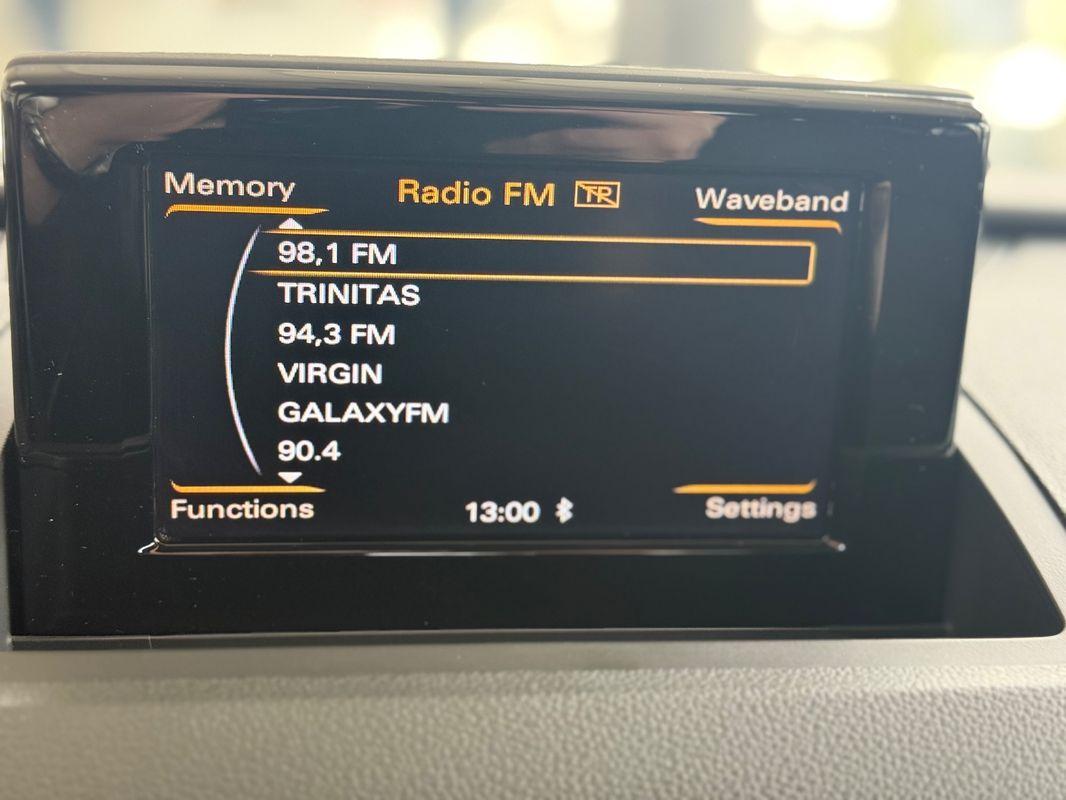 Memory
Radio FM TR
Waveband
98,1 FM
TRINITAS
94,3 FM
VIRGIN
GALAXYFM
90.4
Functions
13:00
Settings